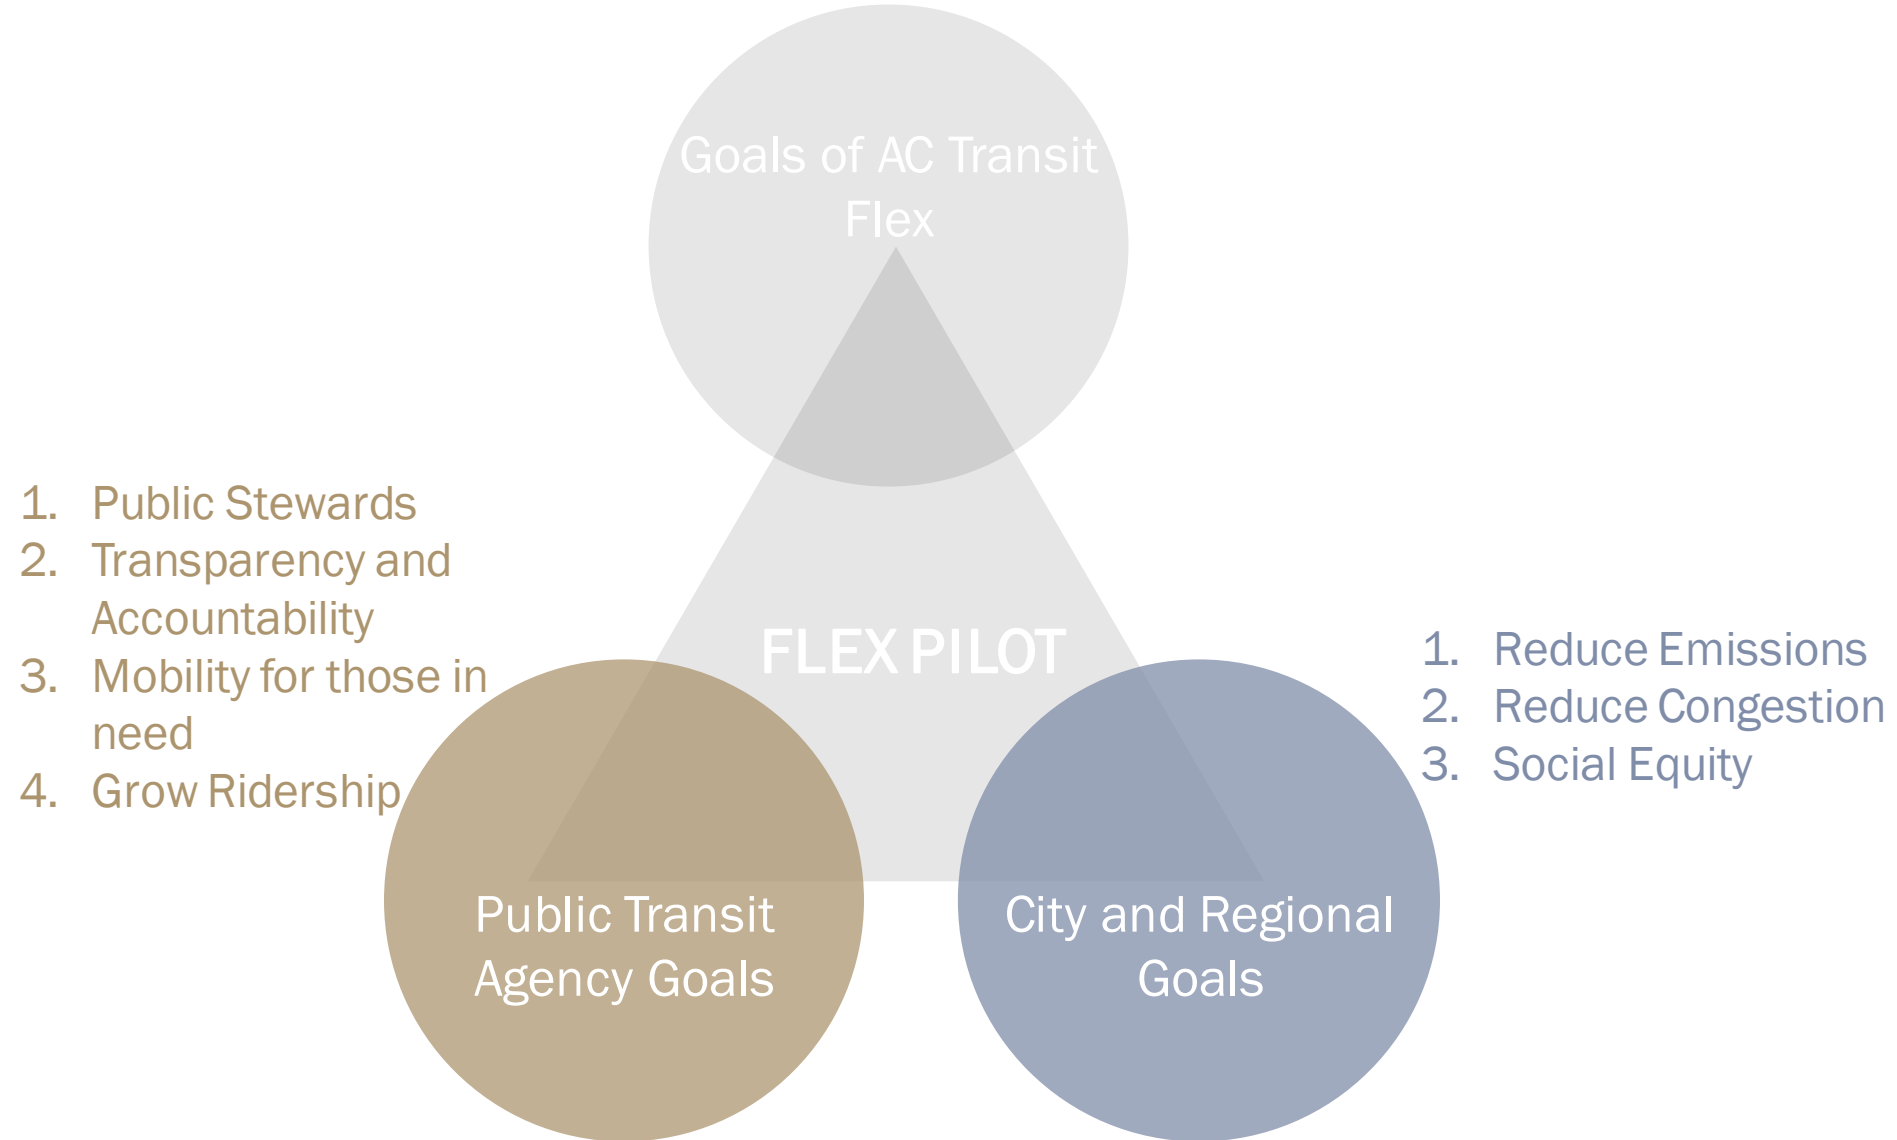 Goals of AC Transit
Flex
1. Public Stewards
2. Transparency and
Accountability
3. Mobility for those in
need
4. Grow Ridership
FLEX PILOT
1. Reduce Emissions
2. Reduce Congestion
3. Social Equity
Public Transit
Agency Goals
City and Regional
Goals